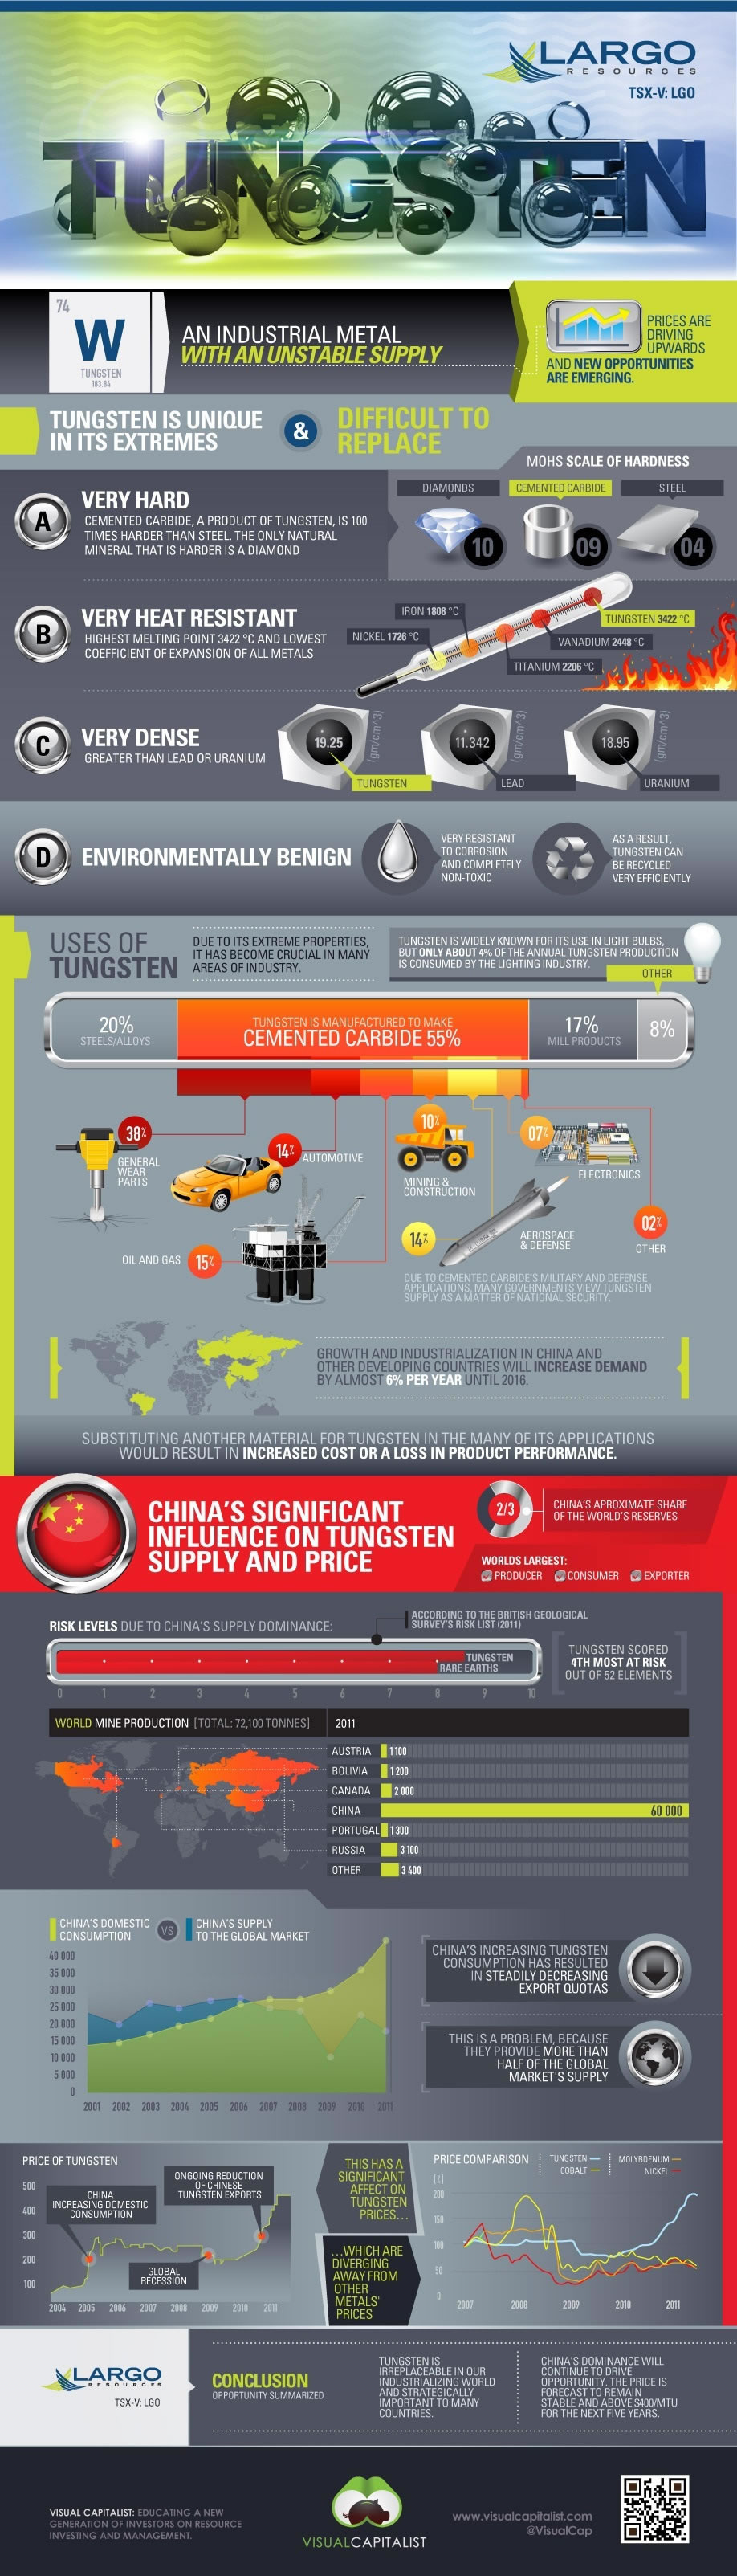 LARGO
RESOURCES
TSX-V: LGO
TUNGSTEN
74
W
TUNGSTEN
183.84
AN INDUSTRIAL METAL
WITH AN UNSTABLE SUPPLY
PRICES ARE
DRIVING
UPWARDS
AND NEW OPPORTUNITIES
ARE EMERGING.
TUNGSTEN IS UNIQUE
IN ITS EXTREMES
&
DIFFICULT TO
REPLACE
MOHS SCALE OF HARDNESS
DIAMONDS
CEMENTED CARBIDE
STEEL
10
09
04
A
VERY HARD
CEMENTED CARBIDE, A PRODUCT OF TUNGSTEN, IS 100
TIMES HARDER THAN STEEL. THE ONLY NATURAL
MINERAL THAT IS HARDER IS A DIAMOND
B
VERY HEAT RESISTANT
HIGHEST MELTING POINT 3422 °C AND LOWEST
COEFFICIENT OF EXPANSION OF ALL METALS
IRON 1808 °C
NICKEL 1726 °C
TUNGSTEN 3422 °C
VANADIUM 2448 °C
TITANIUM 2206 °C
C
VERY DENSE
GREATER THAN LEAD OR URANIUM
19.25
(gm/cm^3)
TUNGSTEN
11.342
(gm/cm^3)
LEAD
18.95
(gm/cm^3)
URANIUM
D
ENVIRONMENTALLY BENIGN
VERY RESISTANT
TO CORROSION
AND COMPLETELY
NON-TOXIC
AS A RESULT,
TUNGSTEN CAN
BE RECYCLED
VERY EFFICIENTLY
USES OF
TUNGSTEN
DUE TO ITS EXTREME PROPERTIES,
IT HAS BECOME CRUCIAL IN MANY
AREAS OF INDUSTRY.
TUNGSTEN IS WIDELY KNOWN FOR ITS USE IN LIGHT BULBS,
BUT ONLY ABOUT 4% OF THE ANNUAL TUNGSTEN PRODUCTION
IS CONSUMED BY THE LIGHTING INDUSTRY.
OTHER
20%
STEELS/ALLOYS
TUNGSTEN IS MANUFACTURED TO MAKE
CEMENTED CARBIDE 55%
17%
MILL PRODUCTS
8%
38%
GENERAL
WEAR
PARTS
14%
AUTOMOTIVE
10%
MINING &
CONSTRUCTION
07%
ELECTRONICS
OIL AND GAS
15%
14%
AEROSPACE
& DEFENSE
02%
OTHER
DUE TO CEMENTED CARBIDE'S MILITARY AND DEFENSE
APPLICATIONS, MANY GOVERNMENTS VIEW TUNGSTEN
SUPPLY AS A MATTER OF NATIONAL SECURITY.
GROWTH AND INDUSTRIALIZATION IN CHINA AND
OTHER DEVELOPING COUNTRIES WILL INCREASE DEMAND
BY ALMOST 6% PER YEAR UNTIL 2016.
SUBSTITUTING ANOTHER MATERIAL FOR TUNGSTEN IN THE MANY OF ITS APPLICATIONS
WOULD RESULT IN INCREASED COST OR A LOSS IN PRODUCT PERFORMANCE.
CHINA'S SIGNIFICANT
INFLUENCE ON TUNGSTEN
SUPPLY AND PRICE
2/3
CHINA'S APROXIMATE SHARE
OF THE WORLD'S RESERVES
WORLDS LARGEST:
PRODUCER CONSUMER EXPORTER
RISK LEVELS DUE TO CHINA'S SUPPLY DOMINANCE:
ACCORDING TO THE BRITISH GEOLOGICAL
SURVEY'S RISK LIST (2011)
TUNGSTEN
RARE EARTHS
0 1 2 3 4 5 6 7 8 9 10
TUNGSTEN SCORED
4TH MOST AT RISK
OUT OF 52 ELEMENTS
WORLD MINE PRODUCTION [TOTAL: 72,100 TONNES]
2011
AUSTRIA 1 100
BOLIVIA 1 200
CANADA 2 000
CHINA 60 000
PORTUGAL 1 300
RUSSIA 3 100
OTHER 3 400
CHINA'S DOMESTIC
CONSUMPTION
VS
CHINA'S SUPPLY
TO THE GLOBAL MARKET
40 000
35 000
30 000
25 000
20 000
15 000
10 000
5 000
0
2001 2002 2003 2004 2005 2006 2007 2008 2009 2010 2011
CHINA'S INCREASING TUNGSTEN
CONSUMPTION HAS RESULTED
IN STEADILY DECREASING
EXPORT QUOTAS
THIS IS A PROBLEM, BECAUSE
THEY PROVIDE MORE THAN
HALF OF THE GLOBAL
MARKET'S SUPPLY
PRICE OF TUNGSTEN
500
400
300
200
100
CHINA
INCREASING DOMESTIC
CONSUMPTION
ONGOING REDUCTION
OF CHINESE
TUNGSTEN EXPORTS
GLOBAL
RECESSION
2004 2005 2006 2007 2008 2009 2010 2011
THIS HAS A
SIGNIFICANT
AFFECT ON
TUNGSTEN
PRICES...
...WHICH ARE
DIVERGING
AWAY FROM
OTHER
METALS'
PRICES
PRICE COMPARISON
TUNGSTEN
COBALT
MOLYBDENUM
NICKEL
200
150
100
50
0
2007 2008 2009 2010 2011
LARGO
RESOURCES
TSX-V: LGO
CONCLUSION
OPPORTUNITY SUMMARIZED
TUNGSTEN IS
IRREPLACEABLE IN OUR
INDUSTRIALIZING WORLD
AND STRATEGICALLY
IMPORTANT TO MANY
COUNTRIES.
CHINA'S DOMINANCE WILL
CONTINUE TO DRIVE
OPPORTUNITY. THE PRICE IS
FORECAST TO REMAIN
STABLE AND ABOVE $400/MTU
FOR THE NEXT FIVE YEARS.
VISUAL CAPITALIST: EDUCATING A NEW
GENERATION OF INVESTORS ON RESOURCE
INVESTING AND MANAGEMENT.
VISUALCAPITALIST
www.visualcapitalist.com
@VisualCap